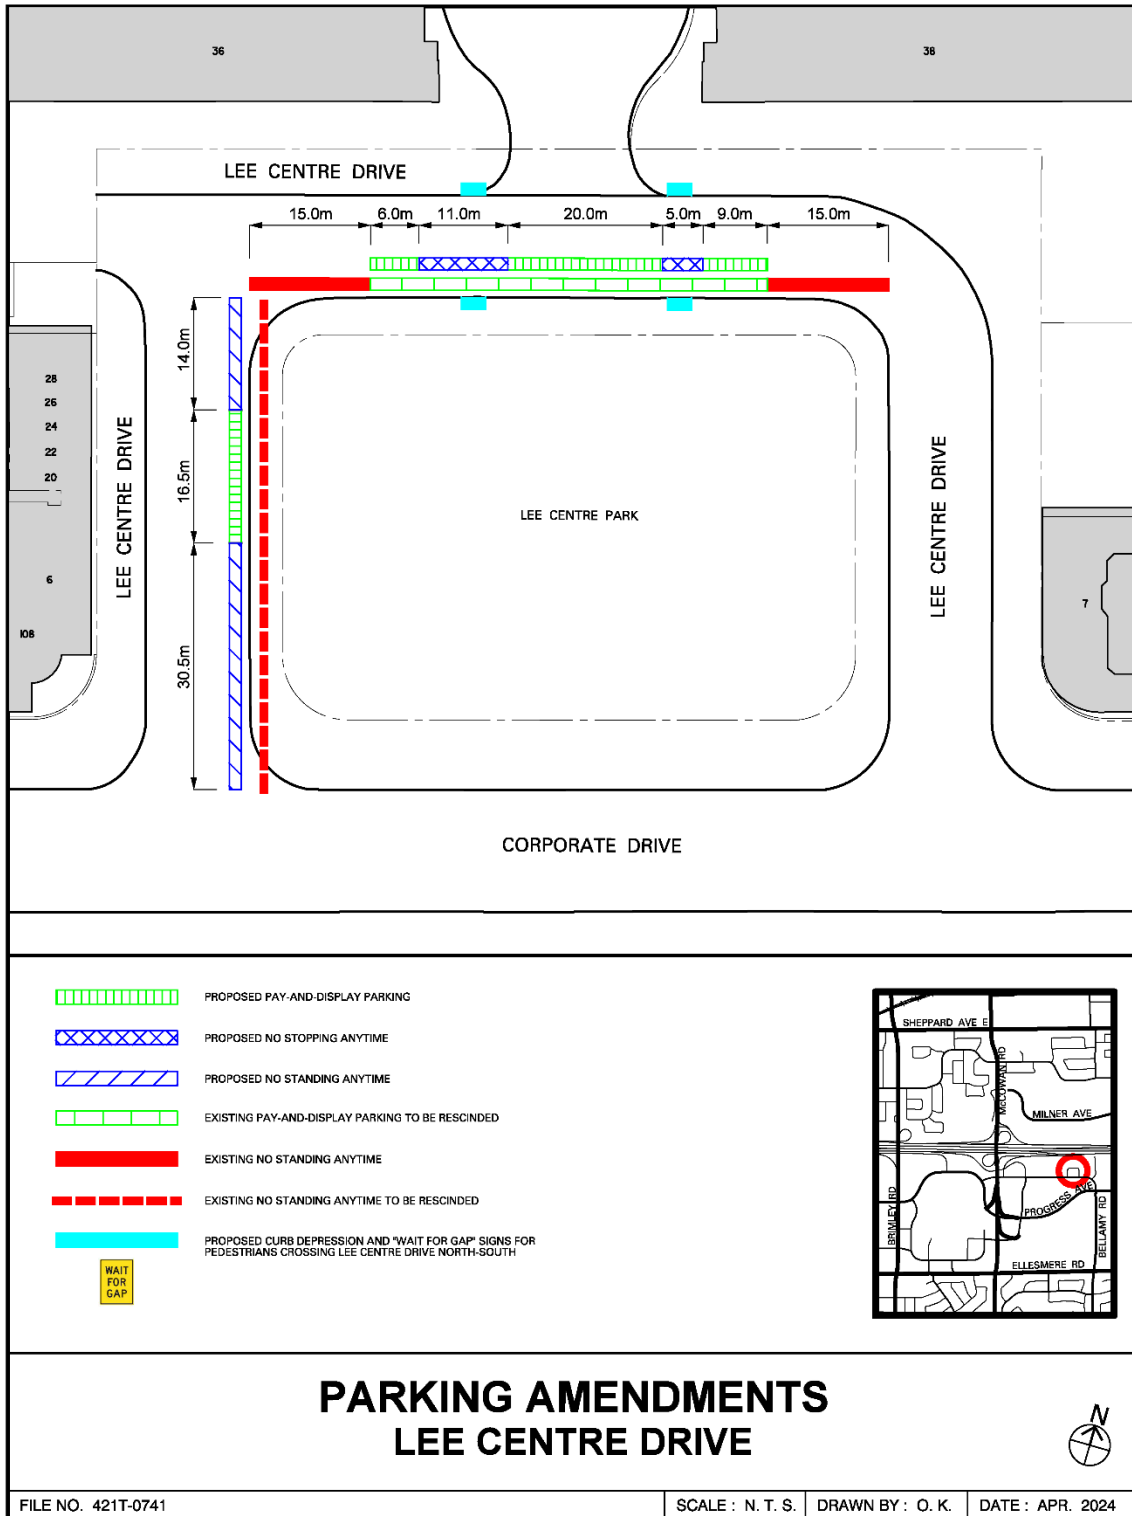 36
38
LEE CENTRE DRIVE
15.0m 6.0m 11.0m 20.0m 5.0m 9.0m 15.0m
14.0m
16.5m
30.5m
28
26
24
22
20
6
108
LEE CENTRE DRIVE
LEE CENTRE PARK
LEE CENTRE DRIVE
7
CORPORATE DRIVE
PROPOSED PAY-AND-DISPLAY PARKING
PROPOSED NO STOPPING ANYTIME
PROPOSED NO STANDING ANYTIME
EXISTING PAY-AND-DISPLAY PARKING TO BE RESCINDED
EXISTING NO STANDING ANYTIME
EXISTING NO STANDING ANYTIME TO BE RESCINDED
PROPOSED CURB DEPRESSION AND "WAIT FOR GAP" SIGNS FOR
PEDESTRIANS CROSSING LEE CENTRE DRIVE NORTH-SOUTH
WAIT
FOR
GAP
SHEPPARD AVE E
McCOWAN RD
MILNER AVE
PROGRESS AVE
BRIMLEY RD
BELLAMY RD
ELLESMERE RD
PARKING AMENDMENTS
LEE CENTRE DRIVE
N
FILE NO. 421T-0741
SCALE : N. T. S.
DRAWN BY : O. K.
DATE : APR. 2024